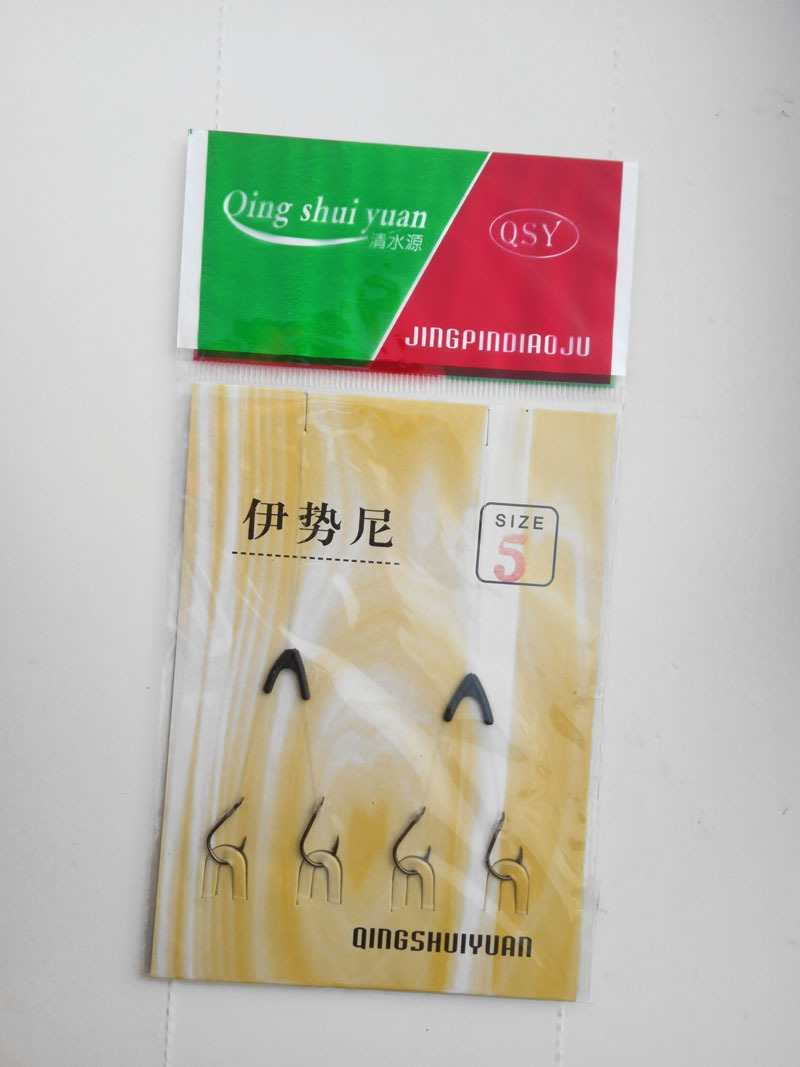 Qing shui yuan
清水源
QSY
JINGPINDIAOJU
伊势尼
SIZE
5
QINGSHUIYUAN